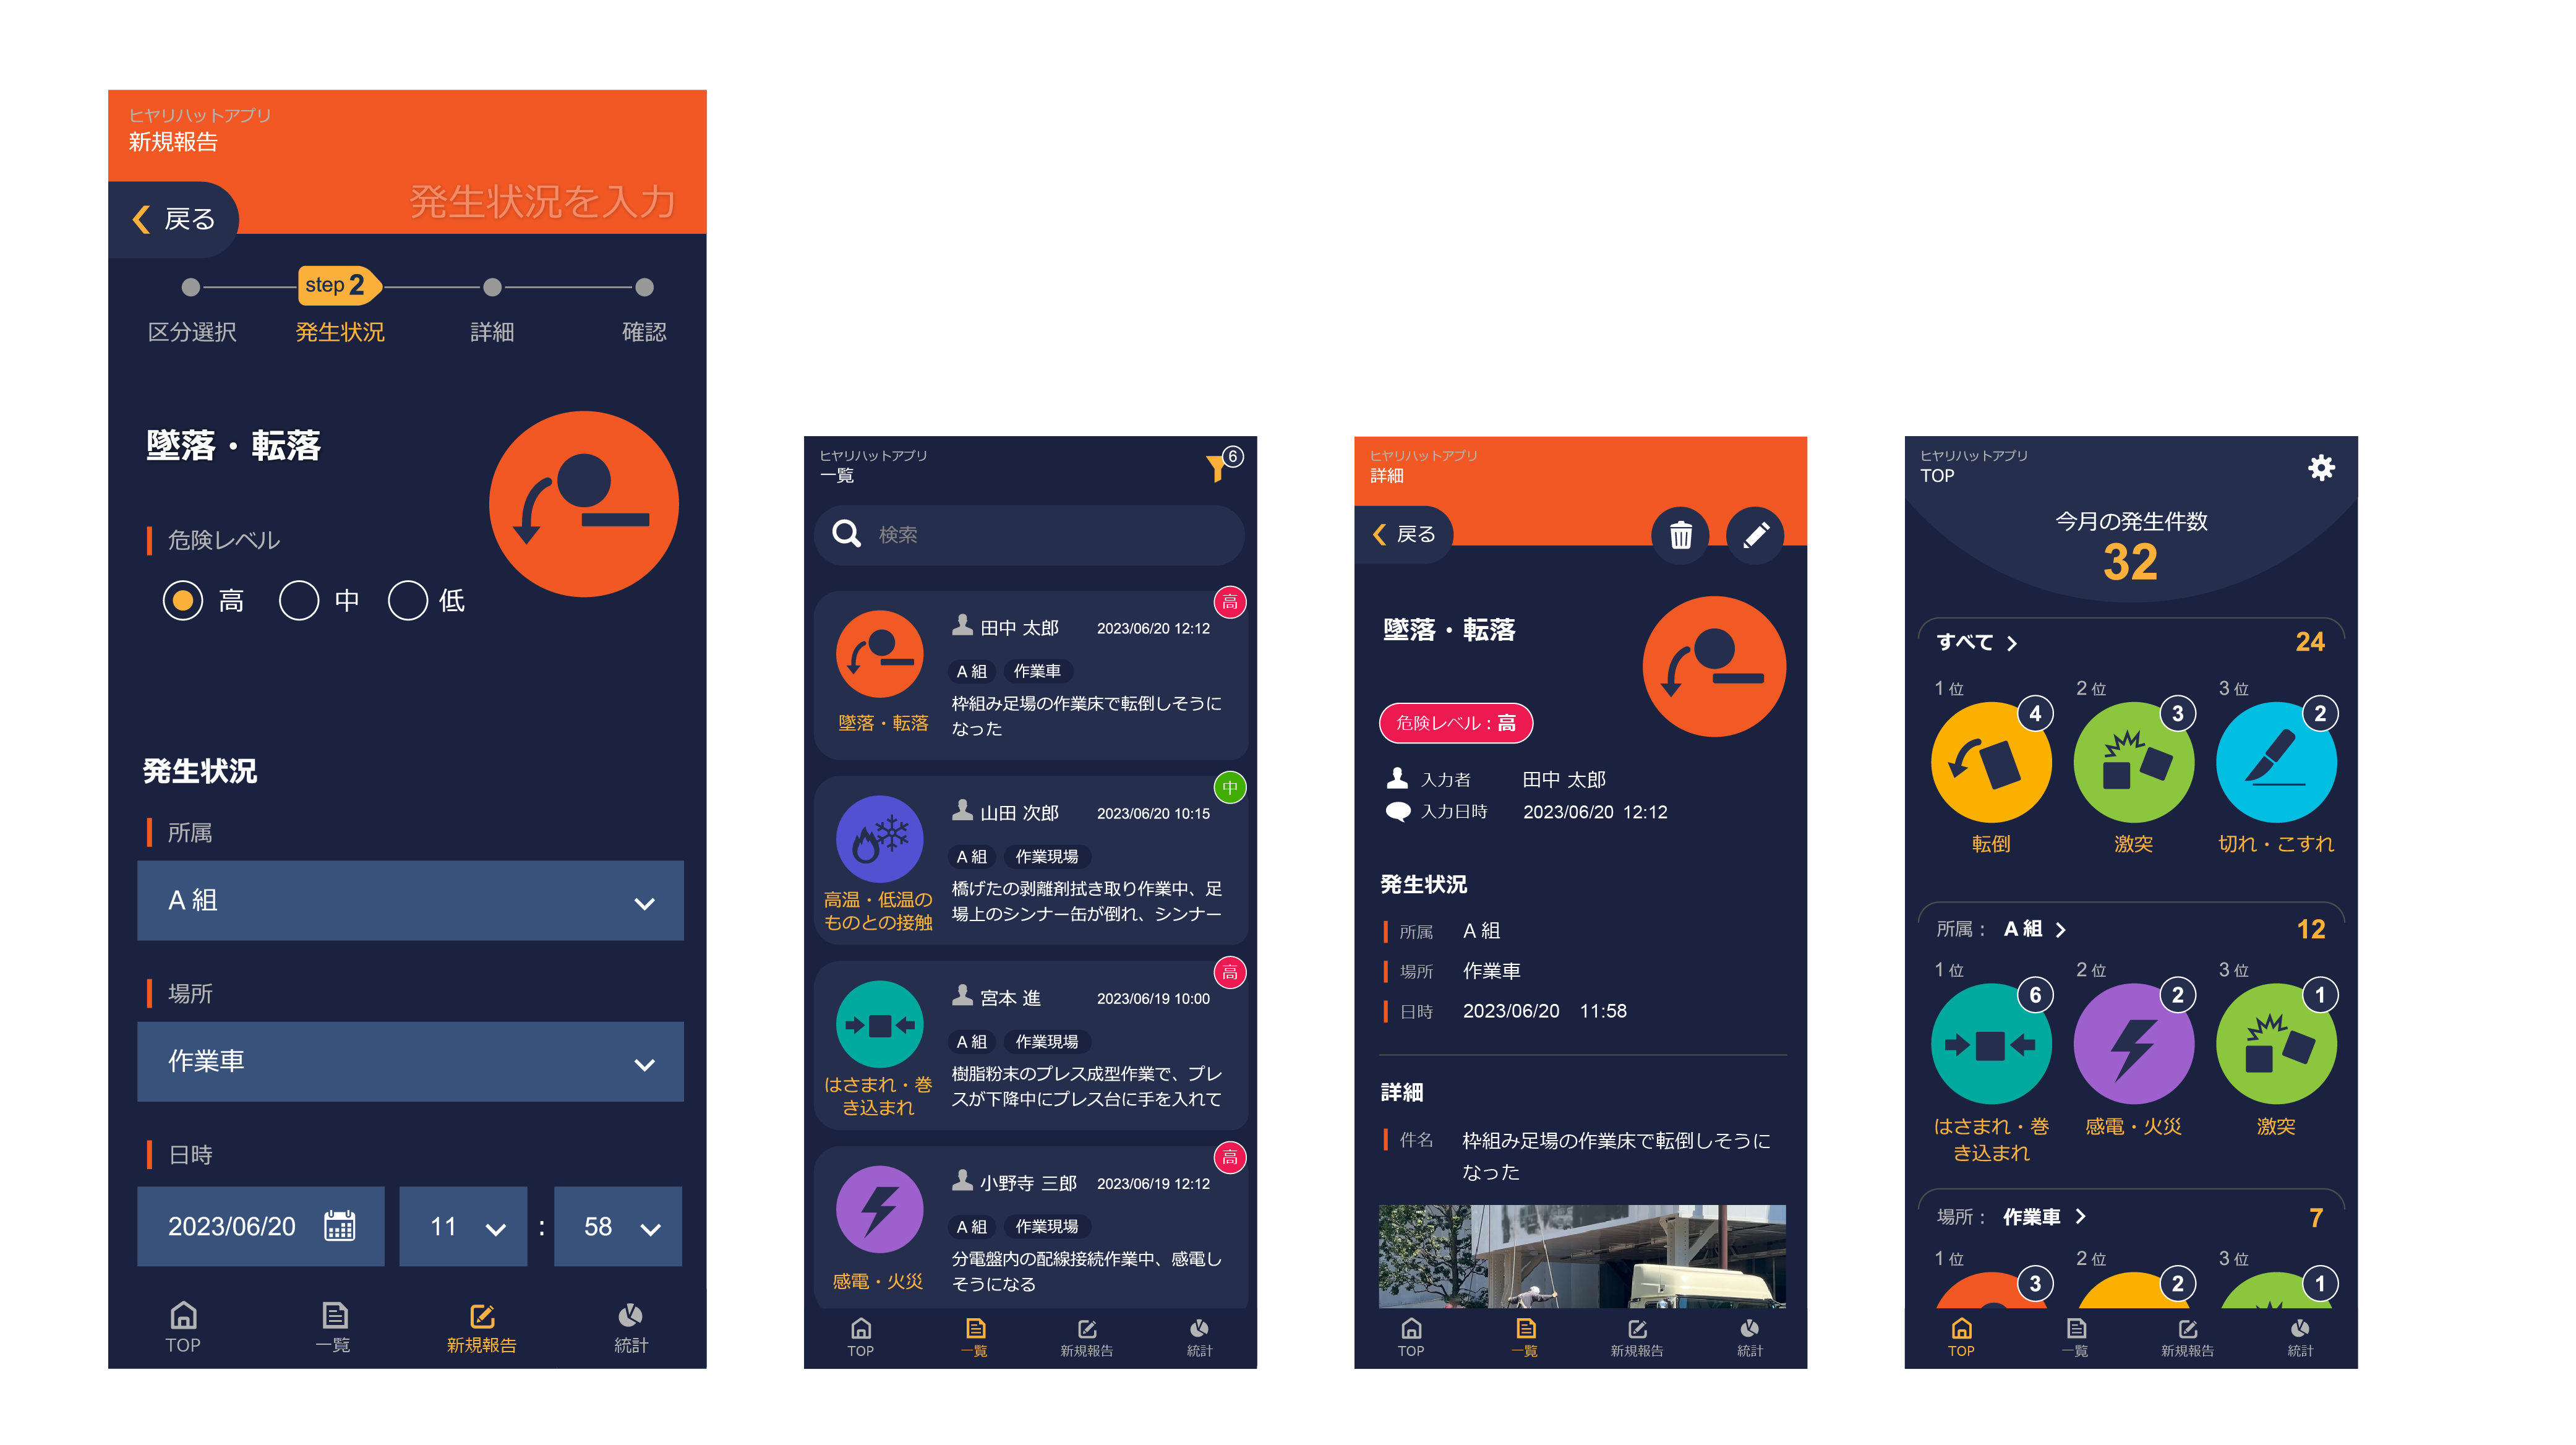 ヒヤリハットアプリ
新規報告
戻る
発生状況を入力
step 2
区分選択
発生状況
詳細
確認
墜落・転落
危険レベル
高
中
低
発生状況
所属
A 組
場所
作業車
日時
2023/06/20
11
:
58
TOP
一覧
新規報告
統計
ヒヤリハットアプリ
一覧
6
検索
高
田中 太郎
2023/06/20 12:12
A 組
作業車
枠組み足場の作業床で転倒しそうに
なった
墜落・転落
中
山田 次郎
2023/06/20 10:15
A 組
作業現場
橋げたの剥離剤拭き取り作業中、足
場上のシンナー缶が倒れ、シンナー
高温・低温の
ものとの接触
高
宮本 進
2023/06/19 10:00
A 組
作業現場
樹脂粉末のプレス成型作業で、プレ
スが下降中にプレス台に手を入れて
はさまれ・巻
き込まれ
高
小野寺 三郎
2023/06/19 12:12
A 組
作業現場
分電盤内の配線接続作業中、感電し
そうになる
感電・火災
TOP
一覧
新規報告
統計
ヒヤリハットアプリ
詳細
戻る
墜落・転落
危険レベル : 高
入力者
田中 太郎
入力日時
2023/06/20 12:12
発生状況
所属
A 組
場所
作業車
日時
2023/06/20 11:58
詳細
件名
枠組み足場の作業床で転倒しそうに
なった
TOP
一覧
新規報告
統計
ヒヤリハットアプリ
TOP
今月の発生件数
32
すべて
24
1 位
4
転倒
2 位
3
激突
3 位
2
切れ・こすれ
所属 : A 組
12
1 位
6
はさまれ・巻
き込まれ
2 位
2
感電・火災
3 位
1
激突
場所 : 作業車
7
1 位
3
2 位
2
3 位
1
TOP
一覧
新規報告
統計